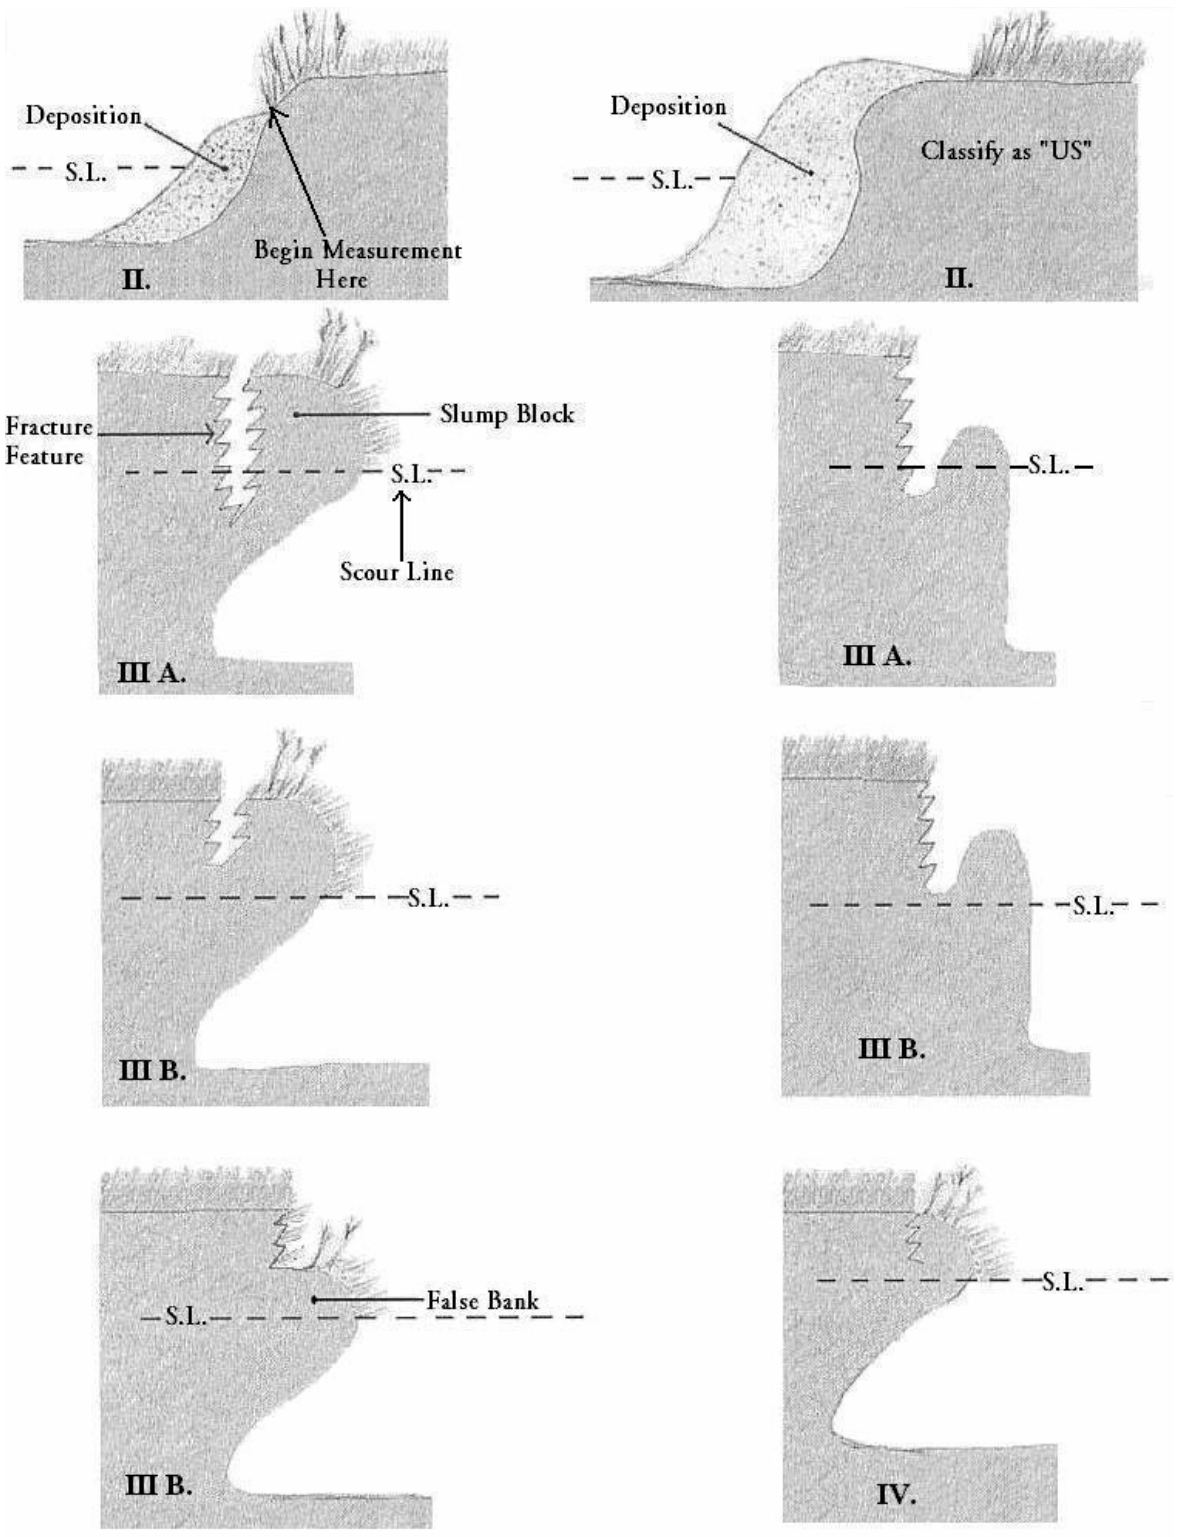 Deposition
S.L.
Begin Measurement
Here
II.
Deposition
Classify as "US"
S.L.
II.
Fracture
Feature
Slump Block
S.L.
Scour Line
III A.
S.L.
III A.
S.L.
III B.
S.L.
III B.
False Bank
S.L.
III B.
S.L.
IV.